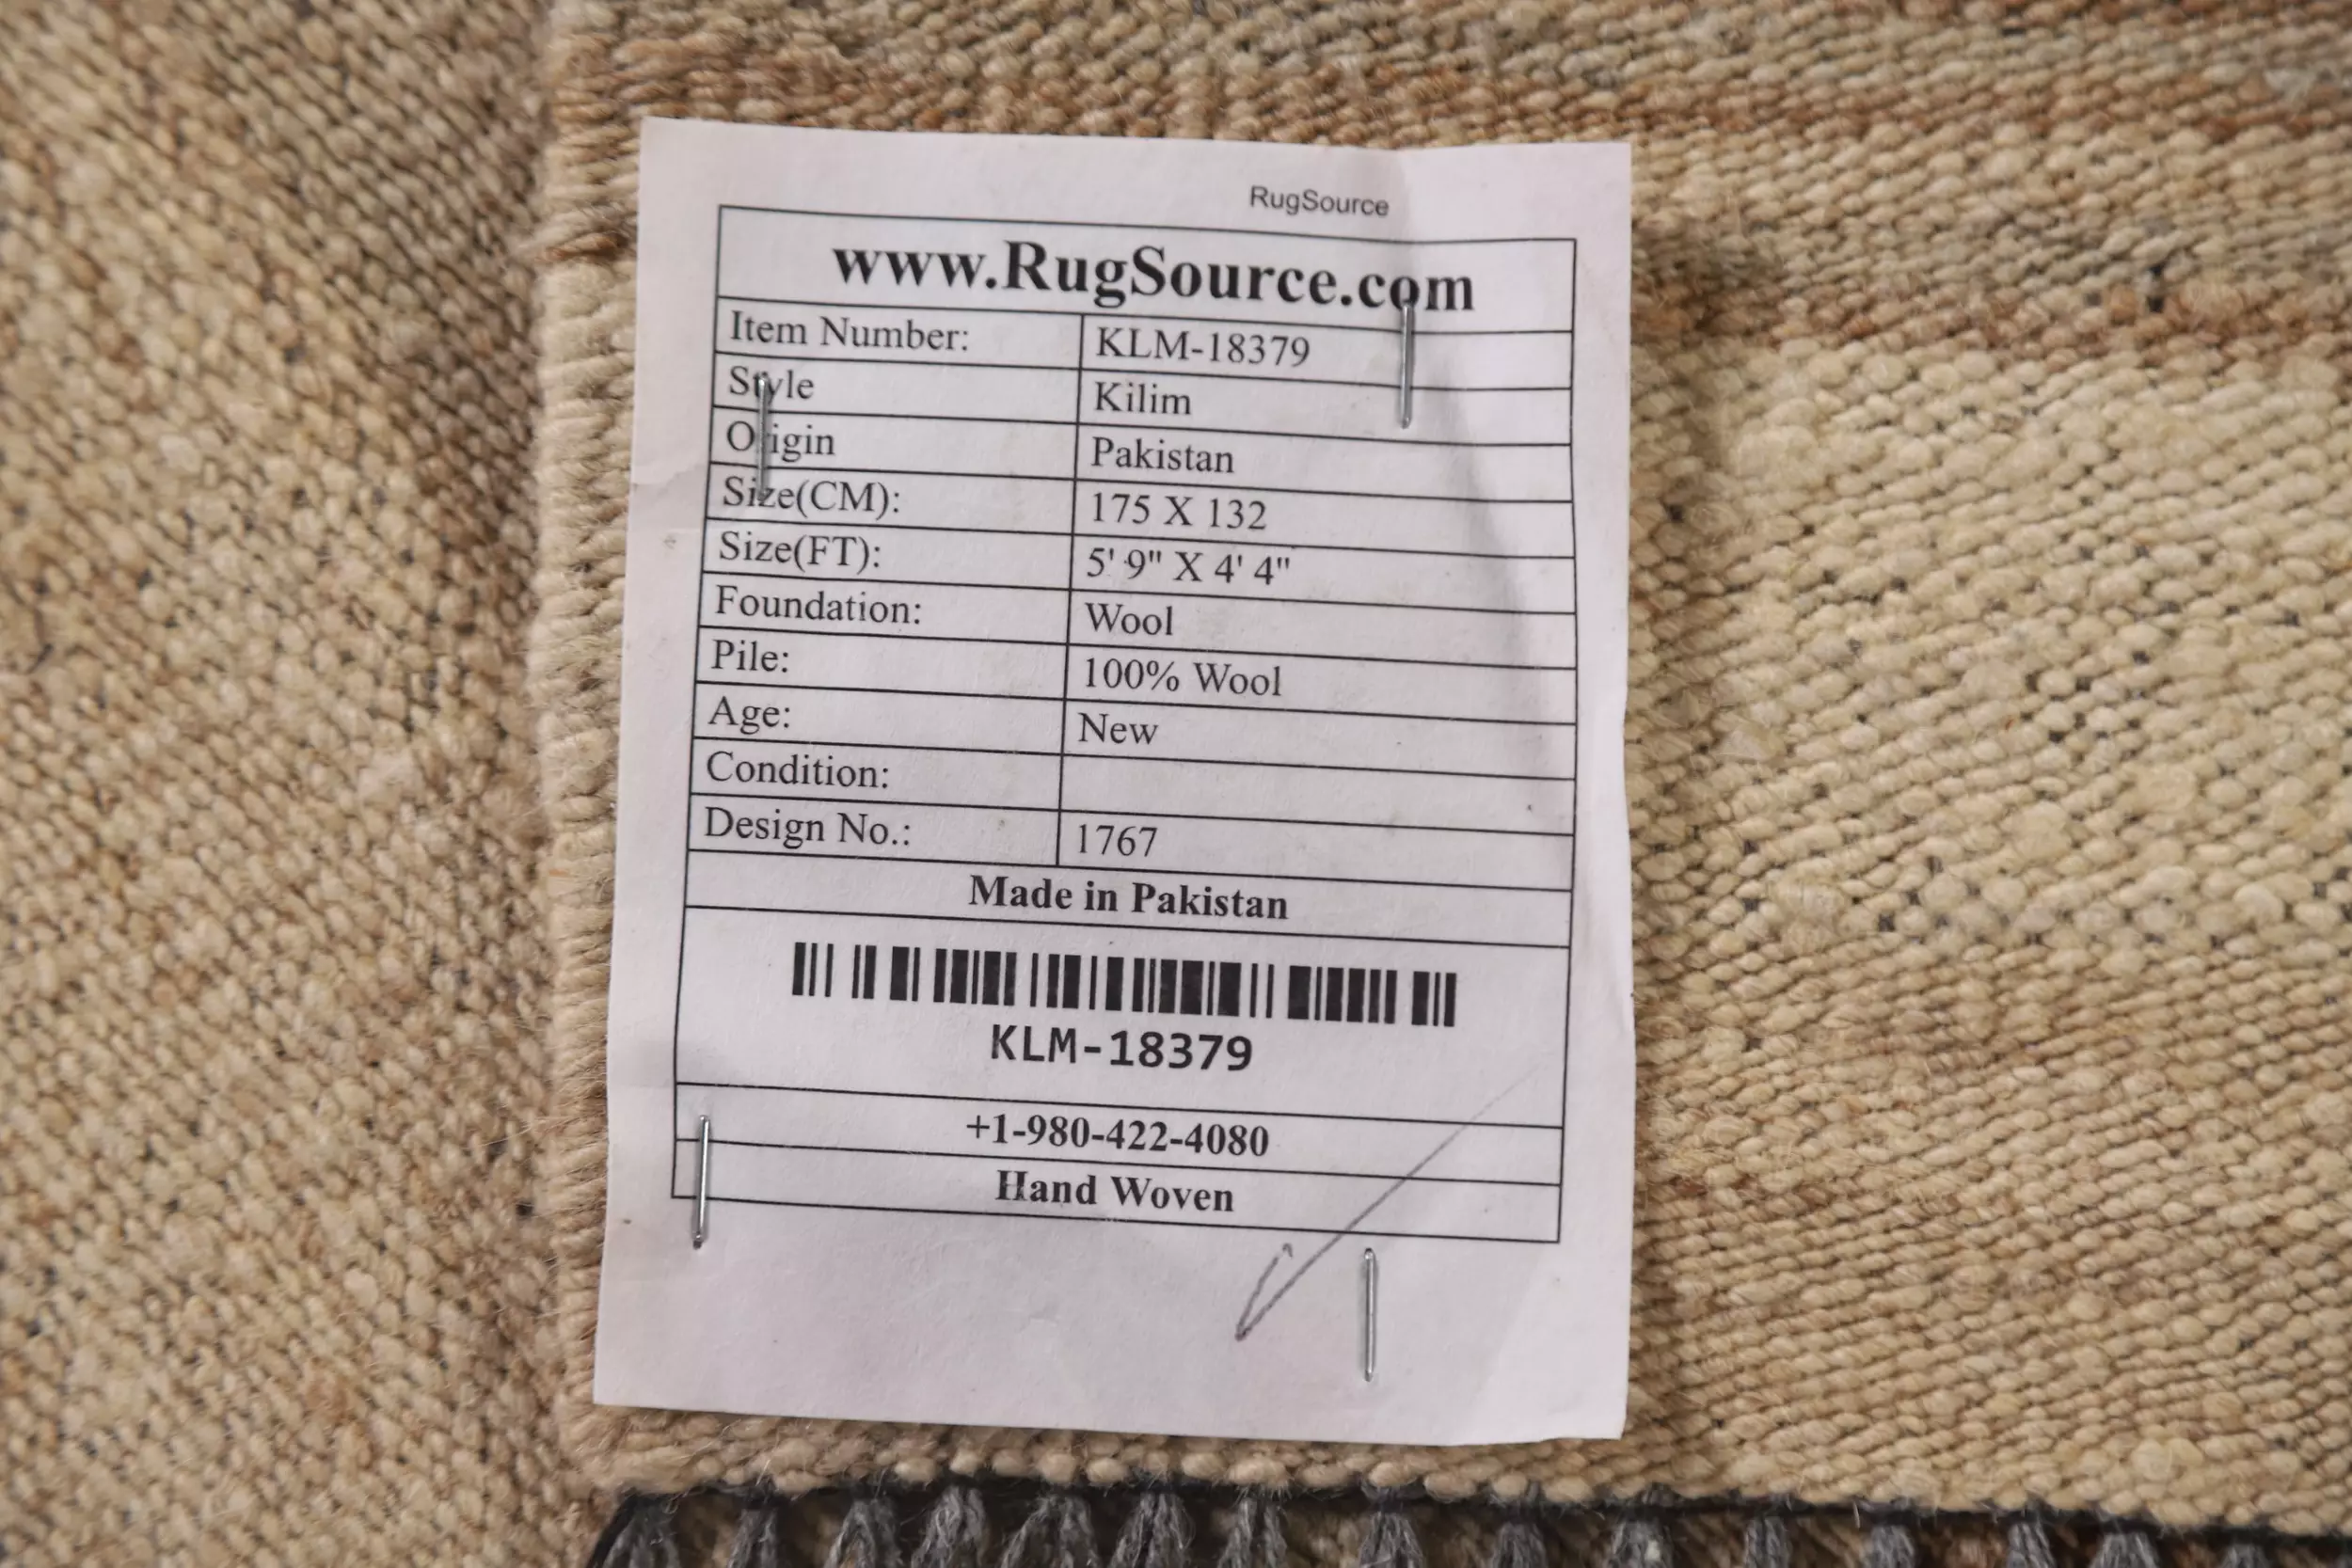 RugSource
www.RugSource.com
Item Number: KLM-18379
Style Kilim
Origin Pakistan
Size(CM): 175 X 132
Size(FT): 5' 9" X 4' 4"
Foundation: Wool
Pile: 100% Wool
Age: New
Condition:
Design No.: 1767
Made in Pakistan
KLM-18379
+1-980-422-4080
Hand Woven